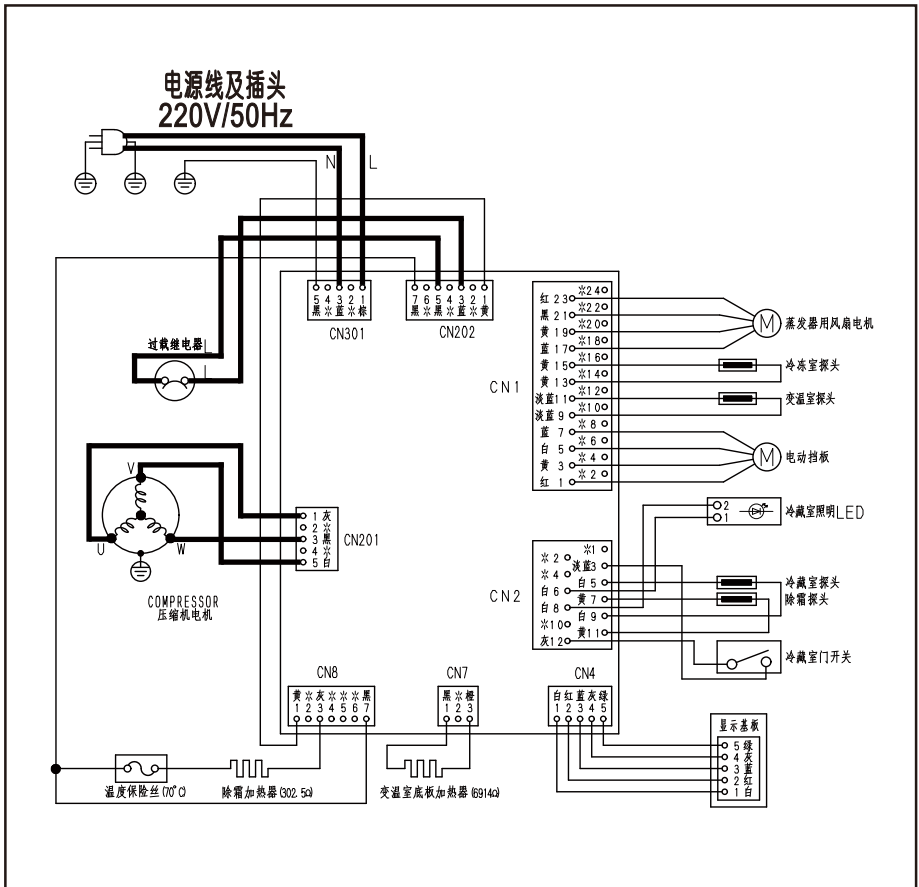 电源线及插头
220V/50Hz
N L
5 4 3 2 1
黑 ※ 蓝 ※ 棕
CN301
7 6 5 4 3 2 1
黑 ※ 黑 ※ 蓝 ※ 黄
CN202
过载继电器
L
L
V
U
W
COMPRESSOR
压缩机电机
1 灰
2 ※
3 黑
4 ※
5 白
CN201
CN1
※24
红 23
※22
黑 21
※20
黄 19
※18
蓝 17
※16
黄 15
※14
黄 13
※12
淡蓝 11
※10
淡蓝 9
※ 8
蓝 7
※ 6
白 5
※ 4
黄 3
※ 2
红 1
M
蒸发器用风扇电机
冷冻室探头
变温室探头
M
电动挡板
2
1
冷藏室照明LED
冷藏室探头
除霜探头
冷藏室门开关
CN2
※1
※ 2
淡蓝3
※ 4
白 5
白 6
黄 7
白 8
白 9
※10
黄11
灰12
CN8
黄 ※ 灰 ※ ※ ※ 黑
1 2 3 4 5 6 7
CN7
黑 ※ 橙
1 2 3
CN4
白 红 蓝 灰 绿
1 2 3 4 5
显示基板
5 绿
4 灰
3 蓝
2 红
1 白
温度保险丝(70°C)
除霜加热器(302.5Ω)
变温室底板加热器(6914Ω)